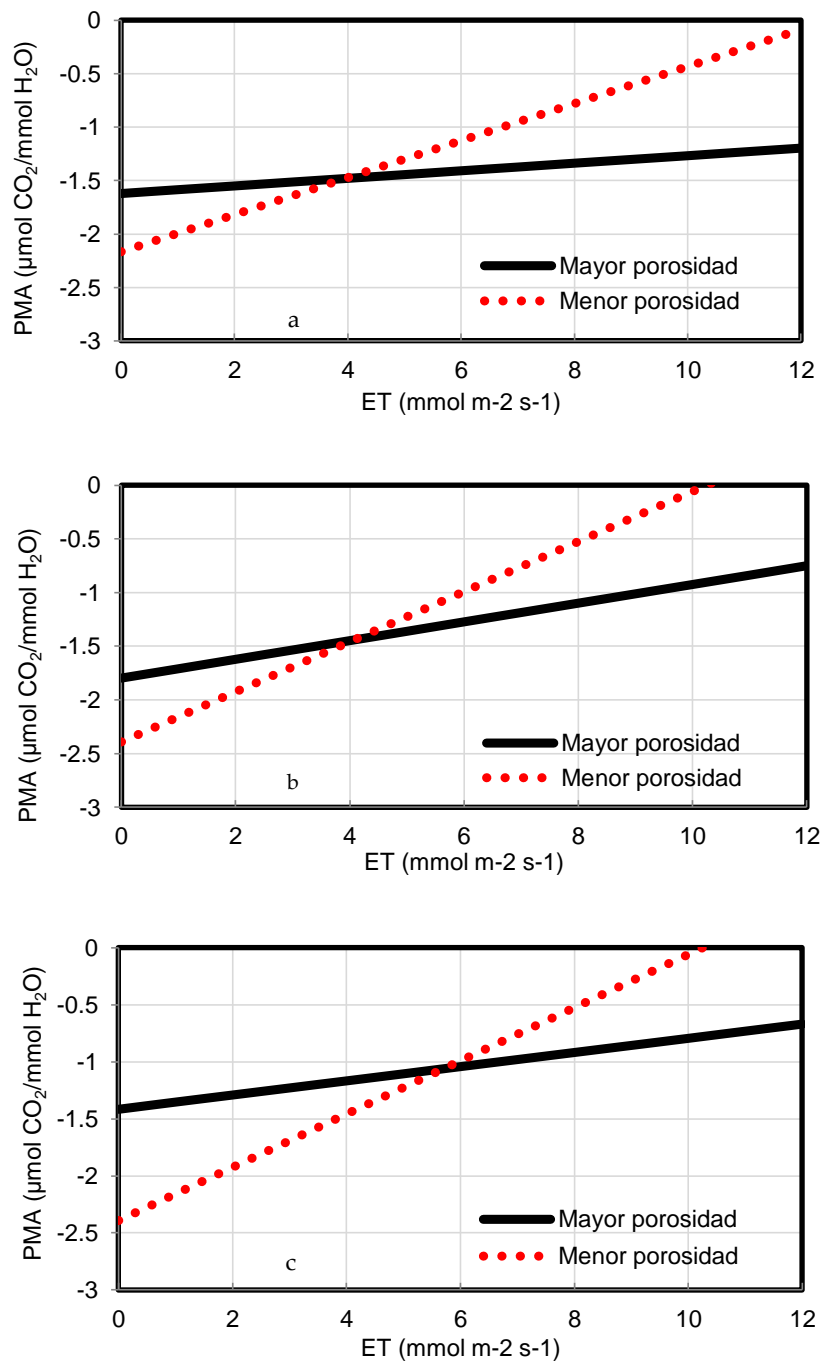 0
-0.5
-1
-1.5
-2
-2.5
-3
PMA (µmol CO₂/mmol H₂O)
Mayor porosidad
Menor porosidad
a
0 2 4 6 8 10 12
ET (mmol m-2 s-1)
0
-0.5
-1
-1.5
-2
-2.5
-3
PMA (µmol CO₂/mmol H₂O)
Mayor porosidad
Menor porosidad
b
0 2 4 6 8 10 12
ET (mmol m-2 s-1)
0
-0.5
-1
-1.5
-2
-2.5
-3
PMA (µmol CO₂/mmol H₂O)
Mayor porosidad
Menor porosidad
c
0 2 4 6 8 10 12
ET (mmol m-2 s-1)